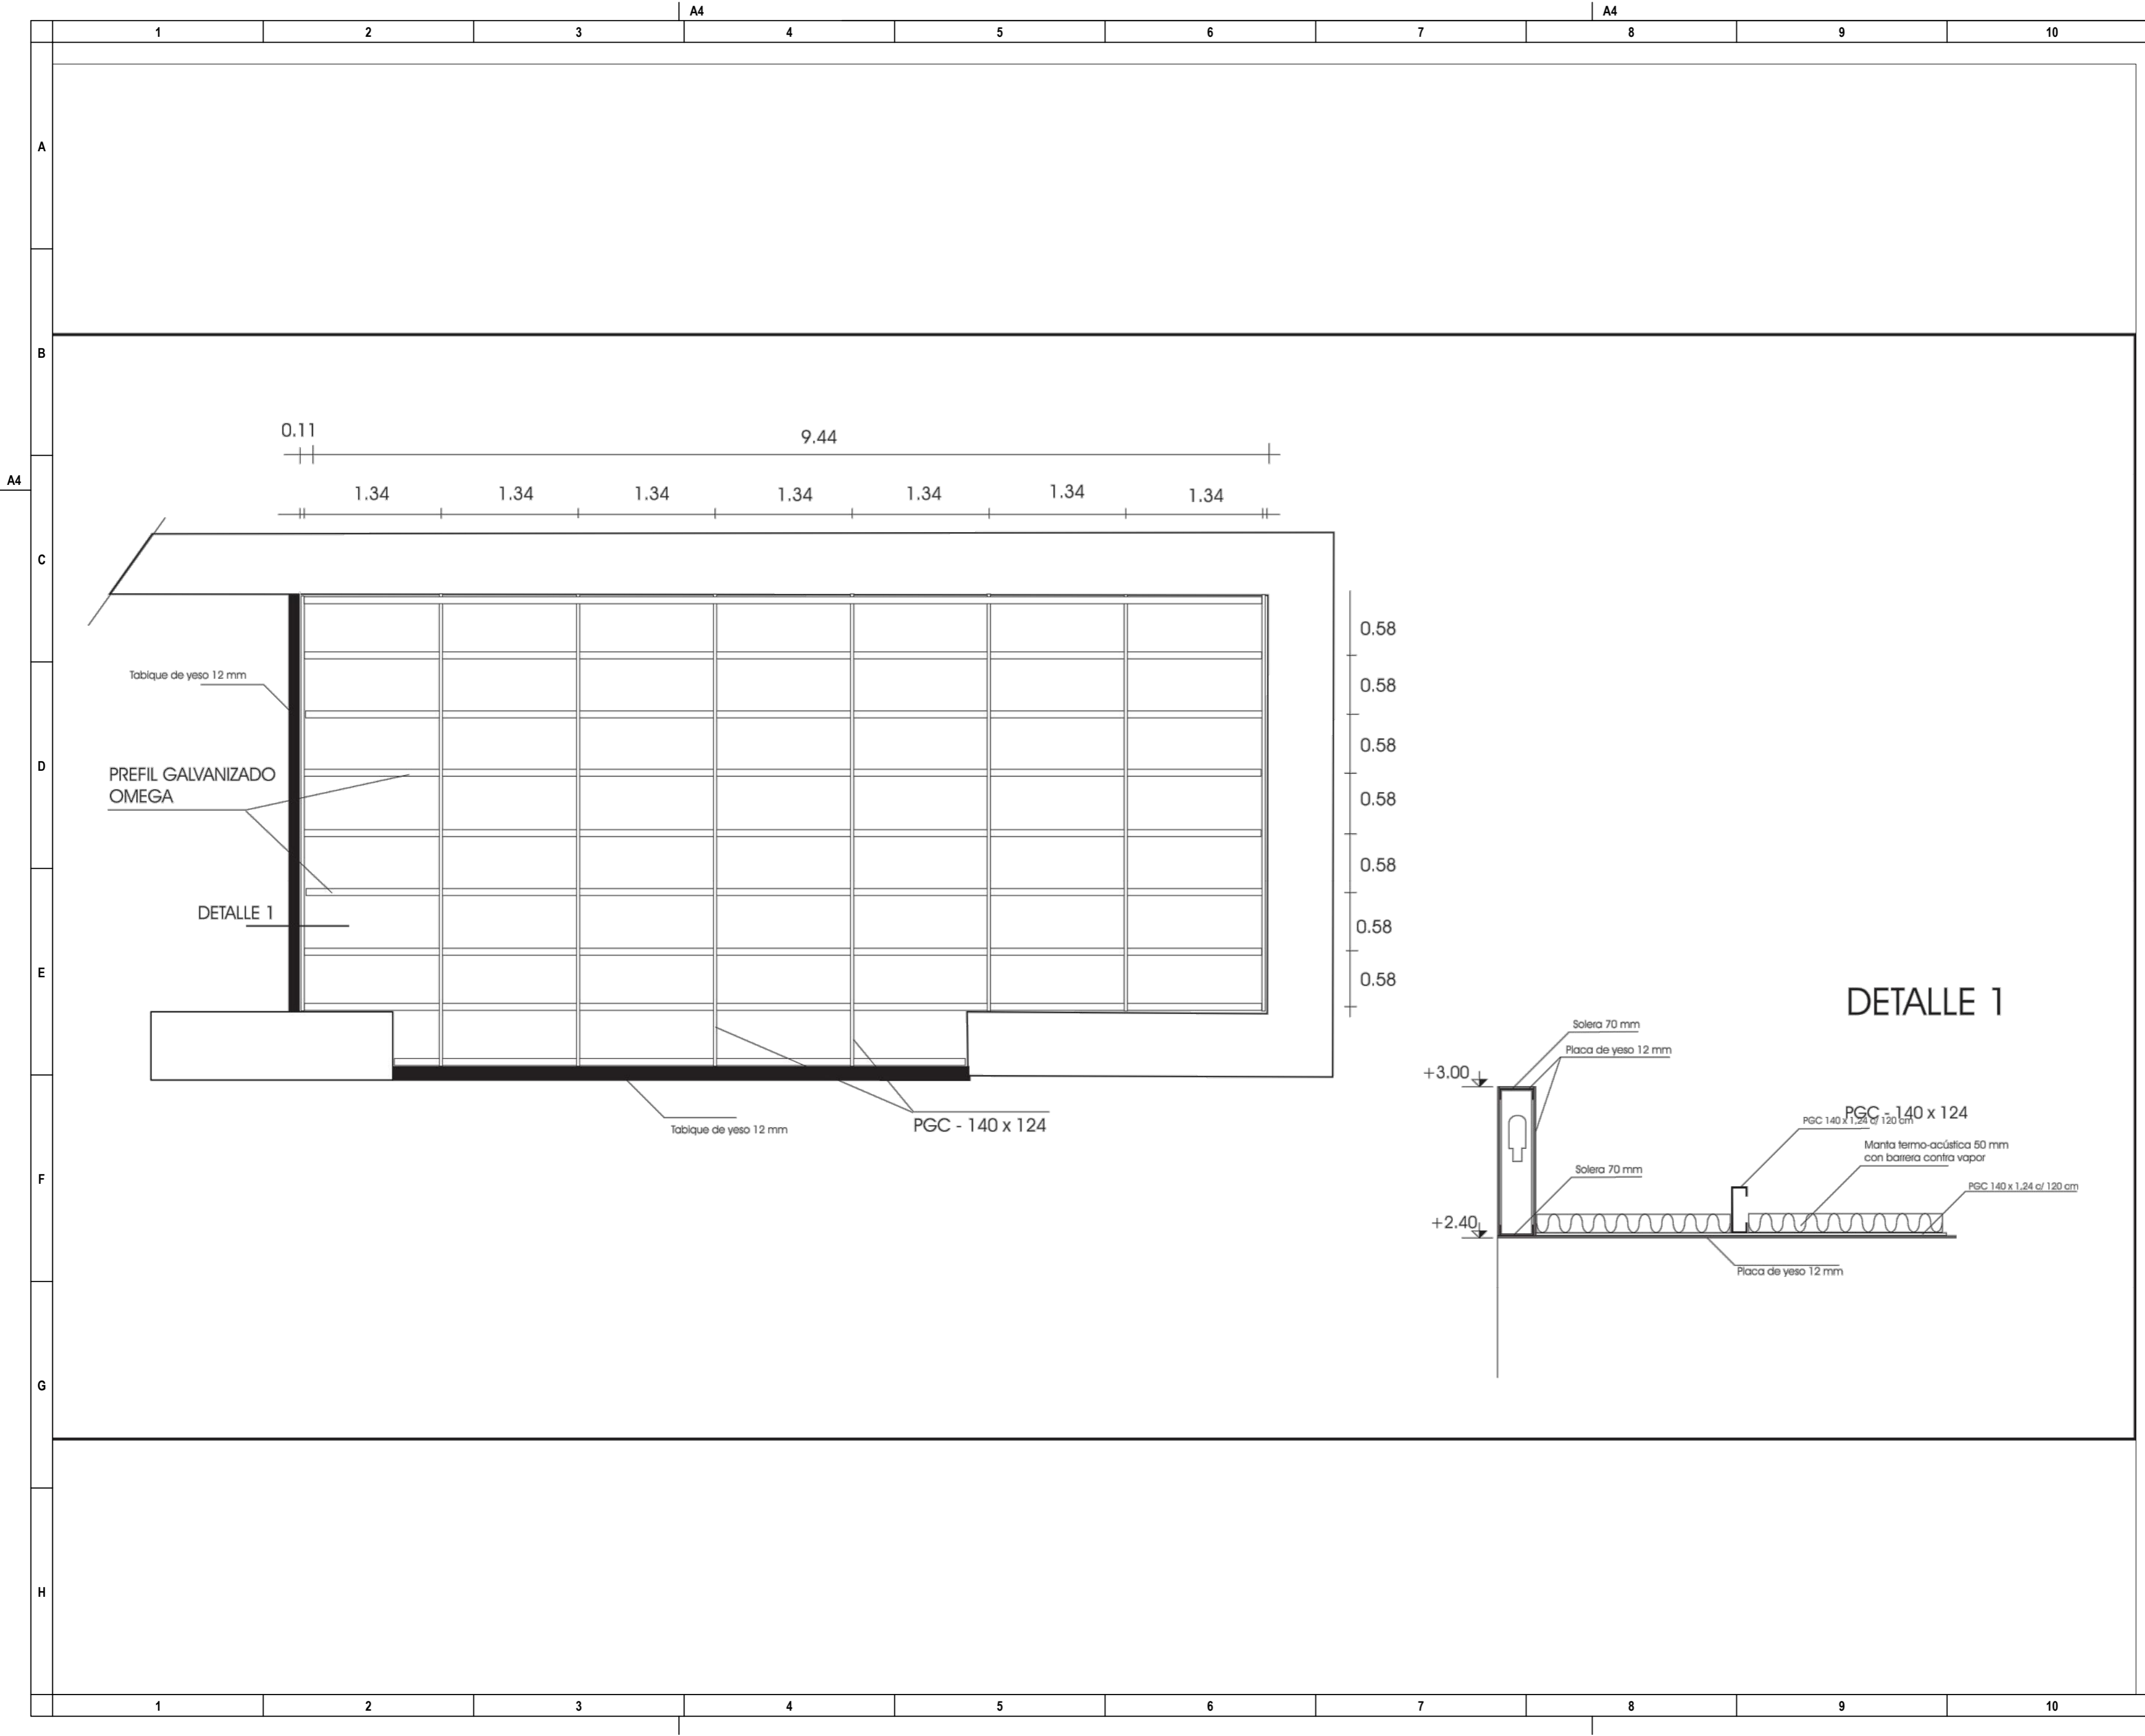 A4 A4
1 2 3 4 5 6 7 8 9 10
A
B
C
D
E
F
G
H
A4
0.11
9.44
1.34 1.34 1.34 1.34 1.34 1.34 1.34
0.58
0.58
0.58
0.58
0.58
0.58
0.58
Tabique de yeso 12 mm
PREFIL GALVANIZADO
OMEGA
DETALLE 1
Tabique de yeso 12 mm
PGC - 140 x 124
DETALLE 1
Solera 70 mm
Placa de yeso 12 mm
+3.00
PGC - 140 x 124
PGC 140 x 1,24 c/ 120 cm
Manta termo-acústica 50 mm
con barrera contra vapor
Solera 70 mm
PGC 140 x 1,24 c/ 120 cm
+2.40
Placa de yeso 12 mm
1 2 3 4 5 6 7 8 9 10